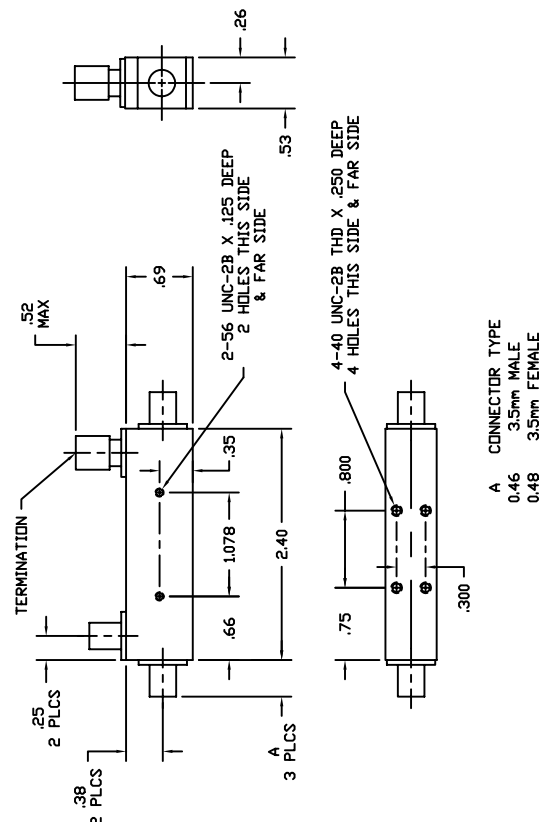 .26
.53
.52
MAX
TERMINATION
.69
2-56 UNC-2B X .125 DEEP
2 HOLES THIS SIDE
& FAR SIDE
.35
1.078
.66
2.40
.25
2 PLCS
.38
2 PLCS
A
3 PLCS
4-40 UNC-2B THD X .250 DEEP
4 HOLES THIS SIDE & FAR SIDE
.800
.75
.300
A CONNECTOR TYPE
0.46 3.5mm MALE
0.48 3.5mm FEMALE